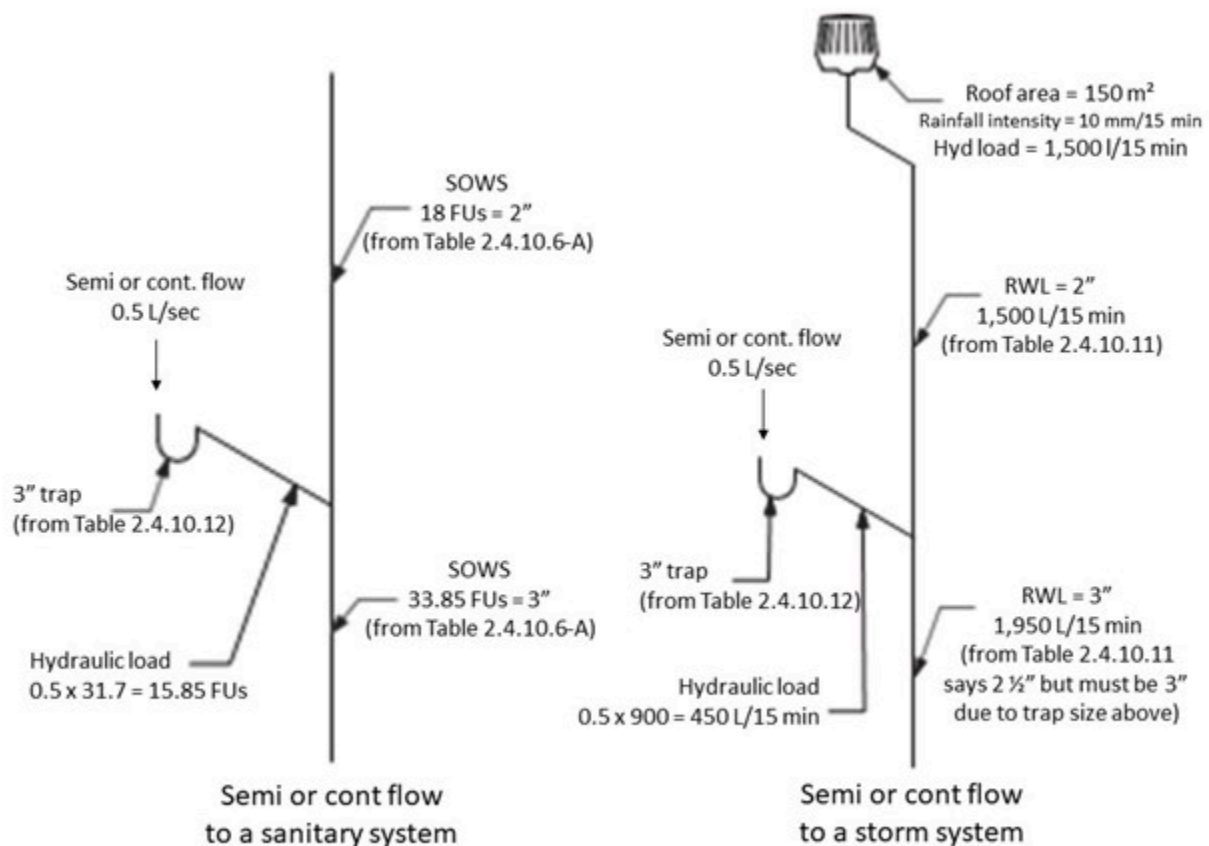 SOWS
18 FUs = 2”
(from Table 2.4.10.6-A)
Semi or cont. flow
0.5 L/sec
3” trap
(from Table 2.4.10.12)
SOWS
33.85 FUs = 3”
(from Table 2.4.10.6-A)
Hydraulic load
0.5 x 31.7 = 15.85 FUs
Semi or cont flow
to a sanitary system
Roof area = 150 m²
Rainfall intensity = 10 mm/15 min
Hyd load = 1,500 l/15 min
RWL = 2”
1,500 L/15 min
(from Table 2.4.10.11)
Semi or cont. flow
0.5 L/sec
3” trap
(from Table 2.4.10.12)
RWL = 3”
1,950 L/15 min
(from Table 2.4.10.11
says 2 ½” but must be 3”
due to trap size above)
Hydraulic load
0.5 x 900 = 450 L/15 min
Semi or cont flow
to a storm system